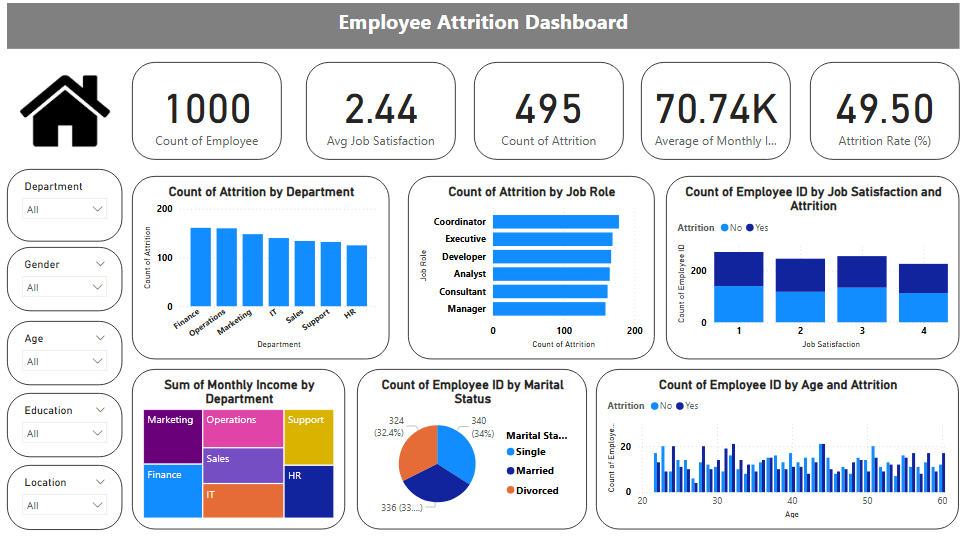 Employee Attrition Dashboard
1000
Count of Employee
2.44
Avg Job Satisfaction
495
Count of Attrition
70.74K
Average of Monthly I...
49.50
Attrition Rate (%)
Department
All
Gender
All
Age
All
Education
All
Location
All
Count of Attrition by Department
Count of Attrition
200
100
0
Finance
Operations
Marketing
IT
Sales
Support
HR
Department
Count of Attrition by Job Role
Job Role
Coordinator
Executive
Developer
Analyst
Consultant
Manager
0
100
200
Count of Attrition
Count of Employee ID by Job Satisfaction and
Attrition
Attrition No Yes
Count of Employee ID
200
0
1
2
3
4
Job Satisfaction
Sum of Monthly Income by
Department
Marketing
Operations
Support
Sales
Finance
HR
IT
Count of Employee ID by Marital
Status
324
(32.4%)
340
(34%)
336 (33....)
Marital Sta...
Single
Married
Divorced
Count of Employee ID by Age and Attrition
Attrition No Yes
Count of Employe...
20
0
20
30
40
50
60
Age